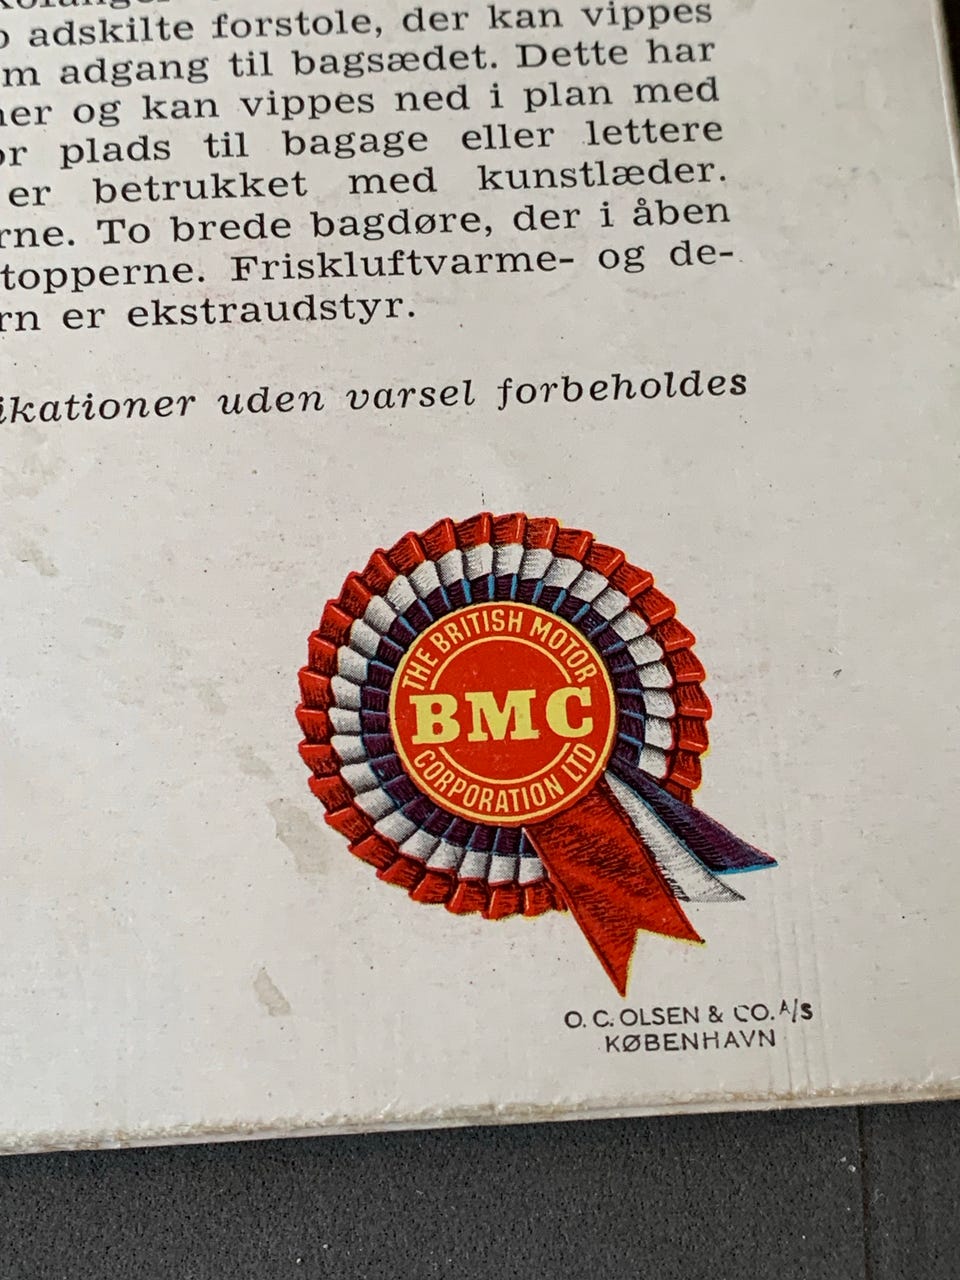 adskilte forstole, der kan vippes
adgang til bagsædet. Dette har
og kan vippes ned i plan med
plads til bagage eller lettere
er betrukket med kunstlæder.
To brede bagdøre, der i åben
Friskluftvarme- og de-
er ekstraudstyr.
uden varsel forbeholdes
THE BRITISH MOTOR
BMC
CORPORATION LTD
O. C. OLSEN & CO. A/S
KØBENHAVN